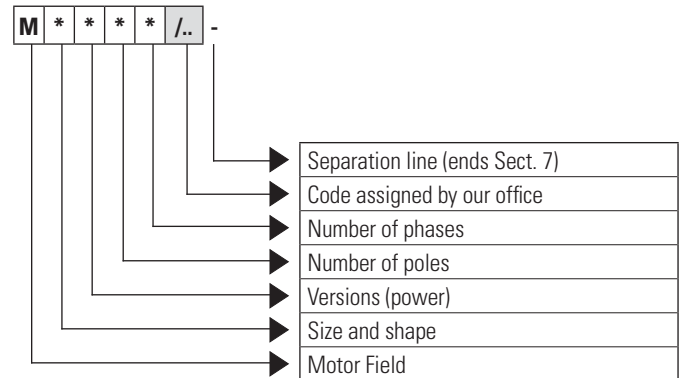 M * * * * /.. -
Separation line (ends Sect. 7)
Code assigned by our office
Number of phases
Number of poles
Versions (power)
Size and shape
Motor Field